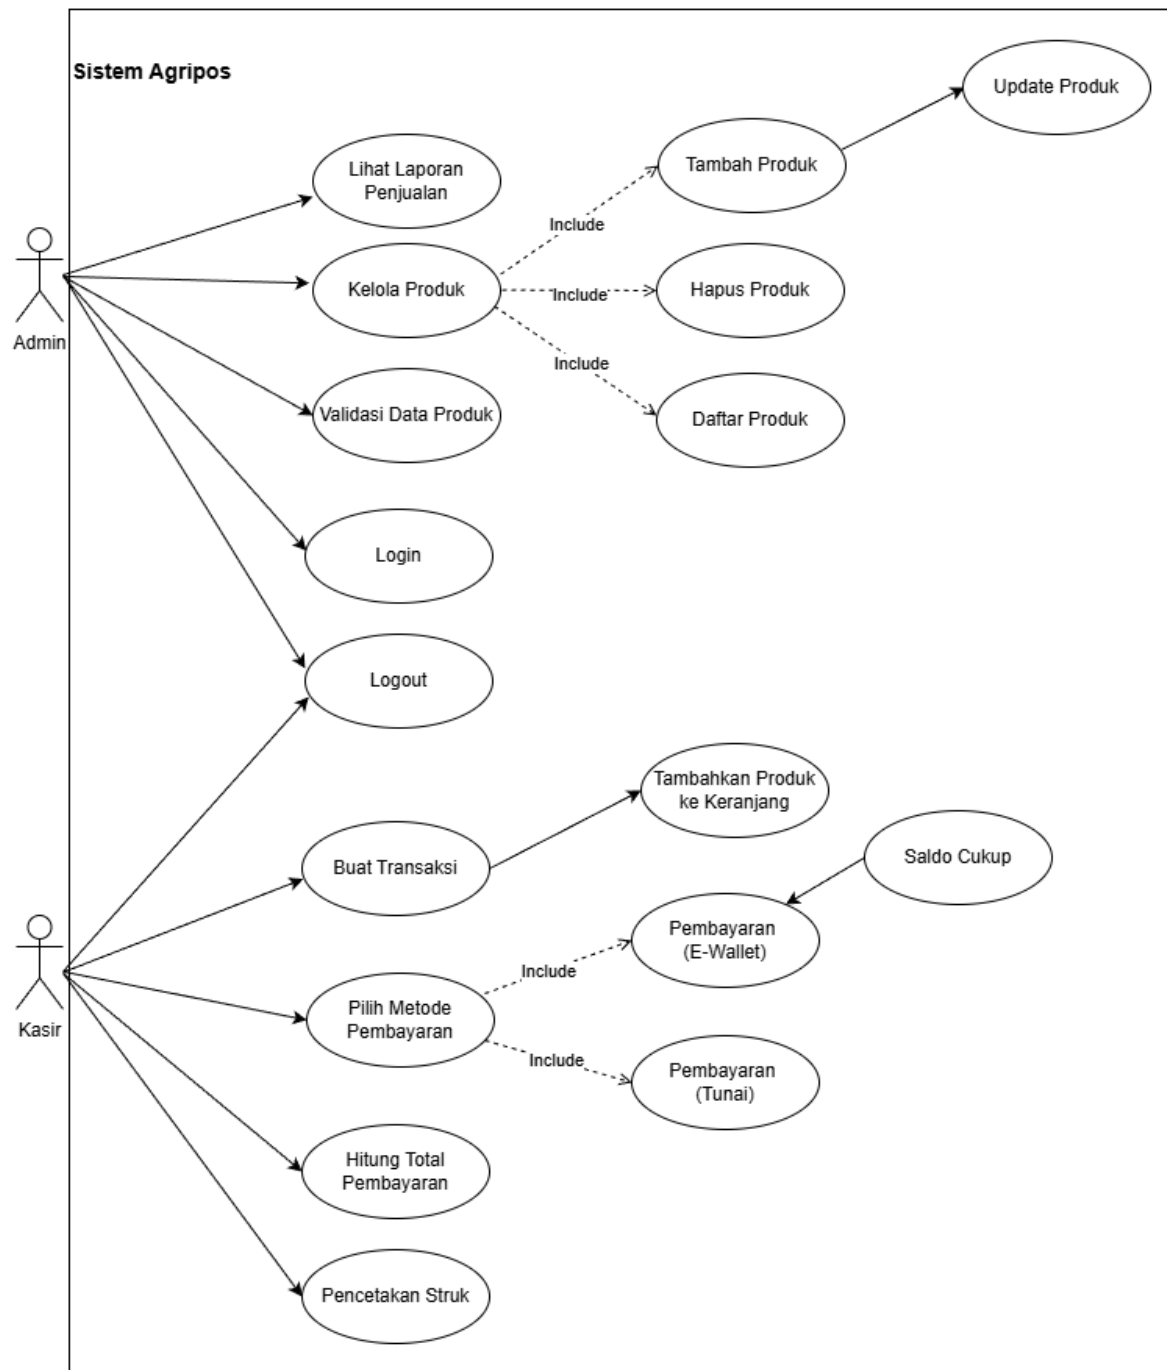 Sistem Agripos
Update Produk
Tambah Produk
Lihat Laporan
Penjualan
Include
Admin
Kelola Produk
Include
Hapus Produk
Include
Validasi Data Produk
Daftar Produk
Login
Logout
Tambahkan Produk
ke Keranjang
Buat Transaksi
Saldo Cukup
Kasir
Pembayaran
(E-Wallet)
Include
Pilih Metode
Pembayaran
Include
Pembayaran
(Tunai)
Hitung Total
Pembayaran
Pencetakan Struk